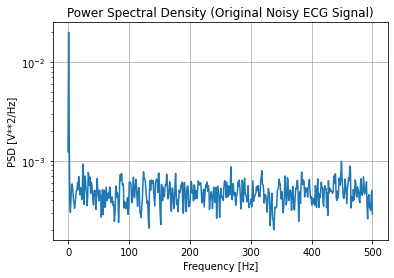 Power Spectral Density (Original Noisy ECG Signal)
PSD [V**2/Hz]
10⁻²
10⁻³
0 100 200 300 400 500
Frequency [Hz]